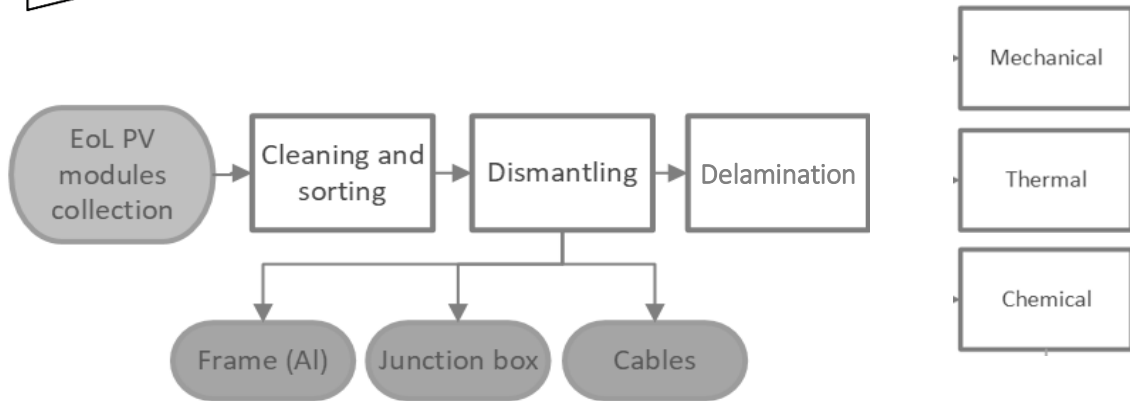 EoL PV
modules
collection
Cleaning and
sorting
Dismantling
Delamination
Frame (Al)
Junction box
Cables
Mechanical
Thermal
Chemical